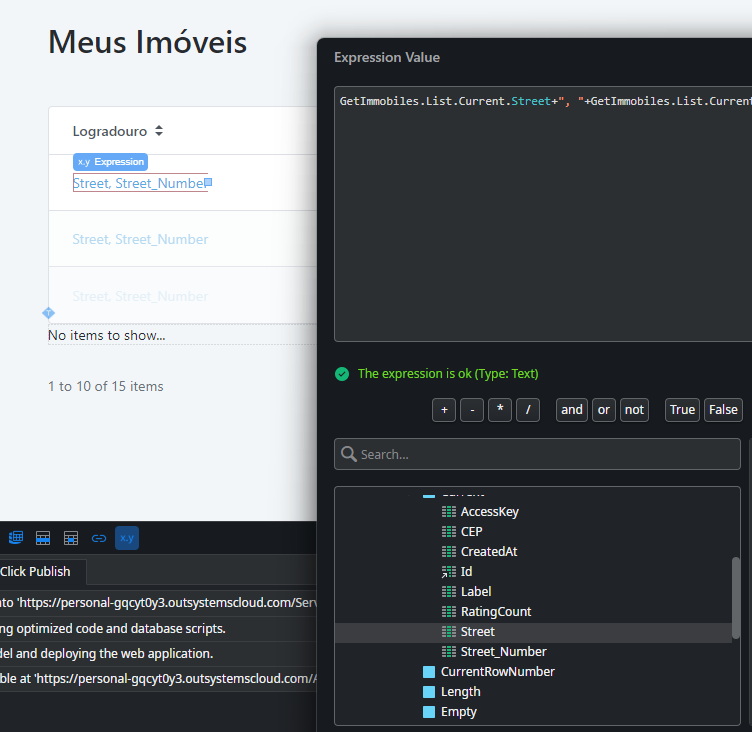 Meus Imóveis
Expression Value
GetImmobiles.List.Current.Street+", "+GetImmobiles.List.Current
Logradouro
x.y Expression
Street, Street_Number
Street, Street_Number
Street, Street_Number
No items to show...
1 to 10 of 15 items
The expression is ok (Type: Text)
+ - * / and or not True False
Search...
Current
AccessKey
CEP
CreatedAt
Id
Label
RatingCount
Street
Street_Number
CurrentRowNumber
Length
Empty
x.y
Click Publish
nto 'https://personal-gqcyt0y3.outsystemscloud.com/Serv
ng optimized code and database scripts.
del and deploying the web application.
ble at 'https://personal-gqcyt0y3.outsystemscloud.com/A